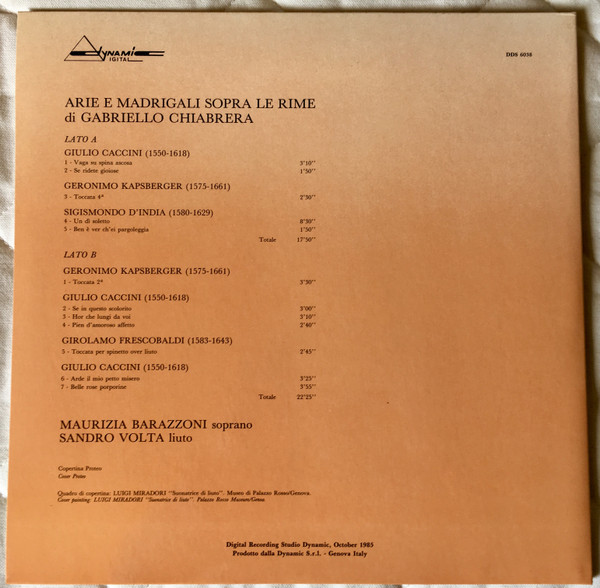 DYNAMIC
DIGITAL
DDS 6038
ARIE E MADRIGALI SOPRA LE RIME
di GABRIELLO CHIABRERA
LATO A
GIULIO CACCINI (1550-1618)
1 - Vaga su spina ascosa 3'10''
2 - Se ridete gioiose 1'50''
GERONIMO KAPSBERGER (1575-1661)
3 - Toccata 4ª 2'30''
SIGISMONDO D'INDIA (1580-1629)
4 - Un dì soletto 8'30''
5 - Ben è ver ch'ei pargoleggia 1'50''
Totale 17'50''
LATO B
GERONIMO KAPSBERGER (1575-1661)
1 - Toccata 2ª 3'30''
GIULIO CACCINI (1550-1618)
2 - Se in questo scolorito 3'00''
3 - Hor che lungi da voi 3'10''
4 - Pien d'amoroso affetto 2'40''
GIROLAMO FRESCOBALDI (1583-1643)
5 - Toccata per spinetto over liuto 2'45''
GIULIO CACCINI (1550-1618)
6 - Arde il mio petto misero 3'25''
7 - Belle rose porporine 3'55''
Totale 22'25''
MAURIZIA BARAZZONI soprano
SANDRO VOLTA liuto
Copertina Preteo
Cover Preteo
Quadro di copertina: LUIGI MIRADORI "Suonatrice di liuto". Museo di Palazzo Rosso/Genova.
Cover painting: LUIGI MIRADORI "Suonatrice di liuto". Palazzo Rosso Museum/Genoa.
Digital Recording Studio Dynamic, October 1985
Prodotto dalla Dynamic S.r.l. - Genova Italy